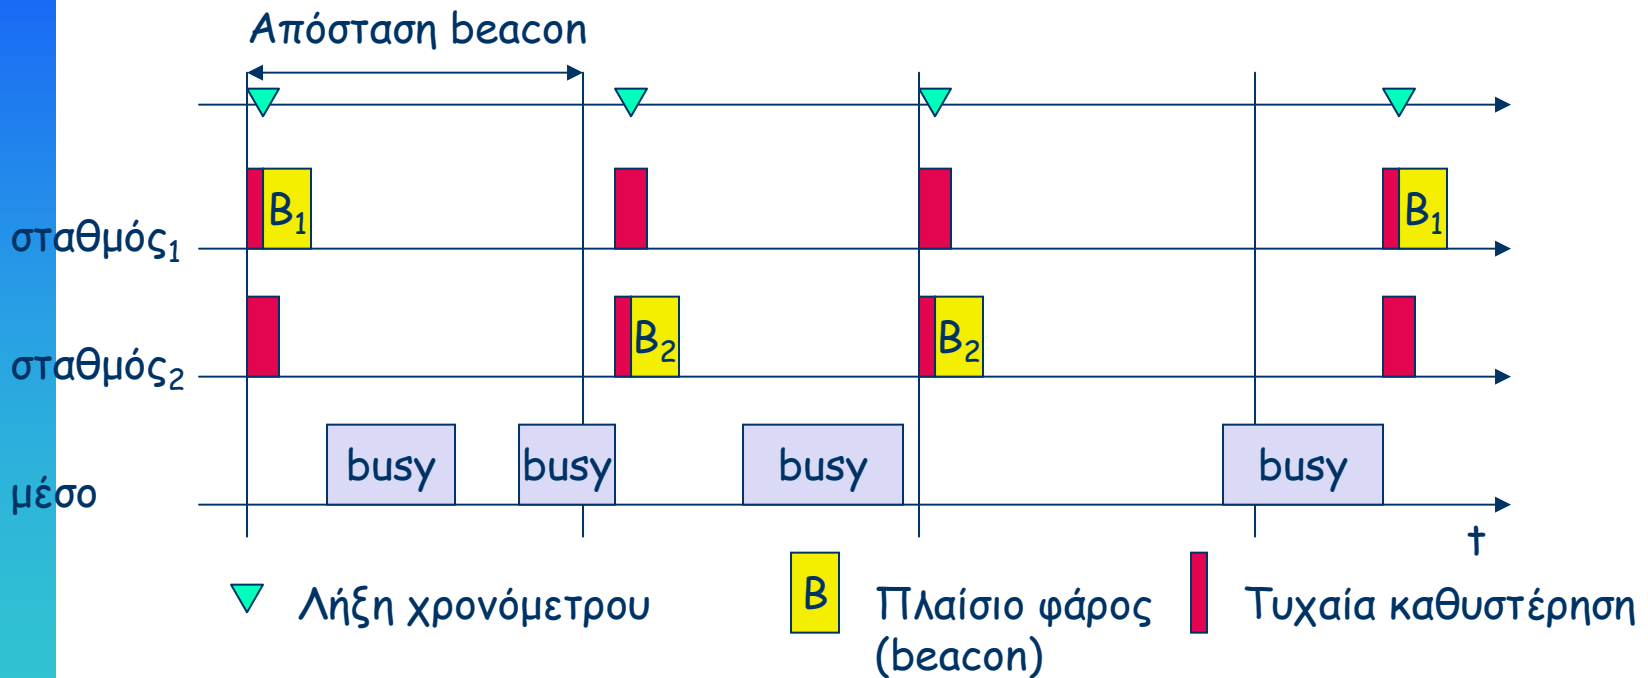 Απόσταση beacon
B1
σταθμός1
B1
σταθμός2
B2
B2
busy
busy
busy
busy
μέσο
t
Λήξη χρονόμετρου
B
Πλαίσιο φάρος
(beacon)
Τυχαία καθυστέρηση